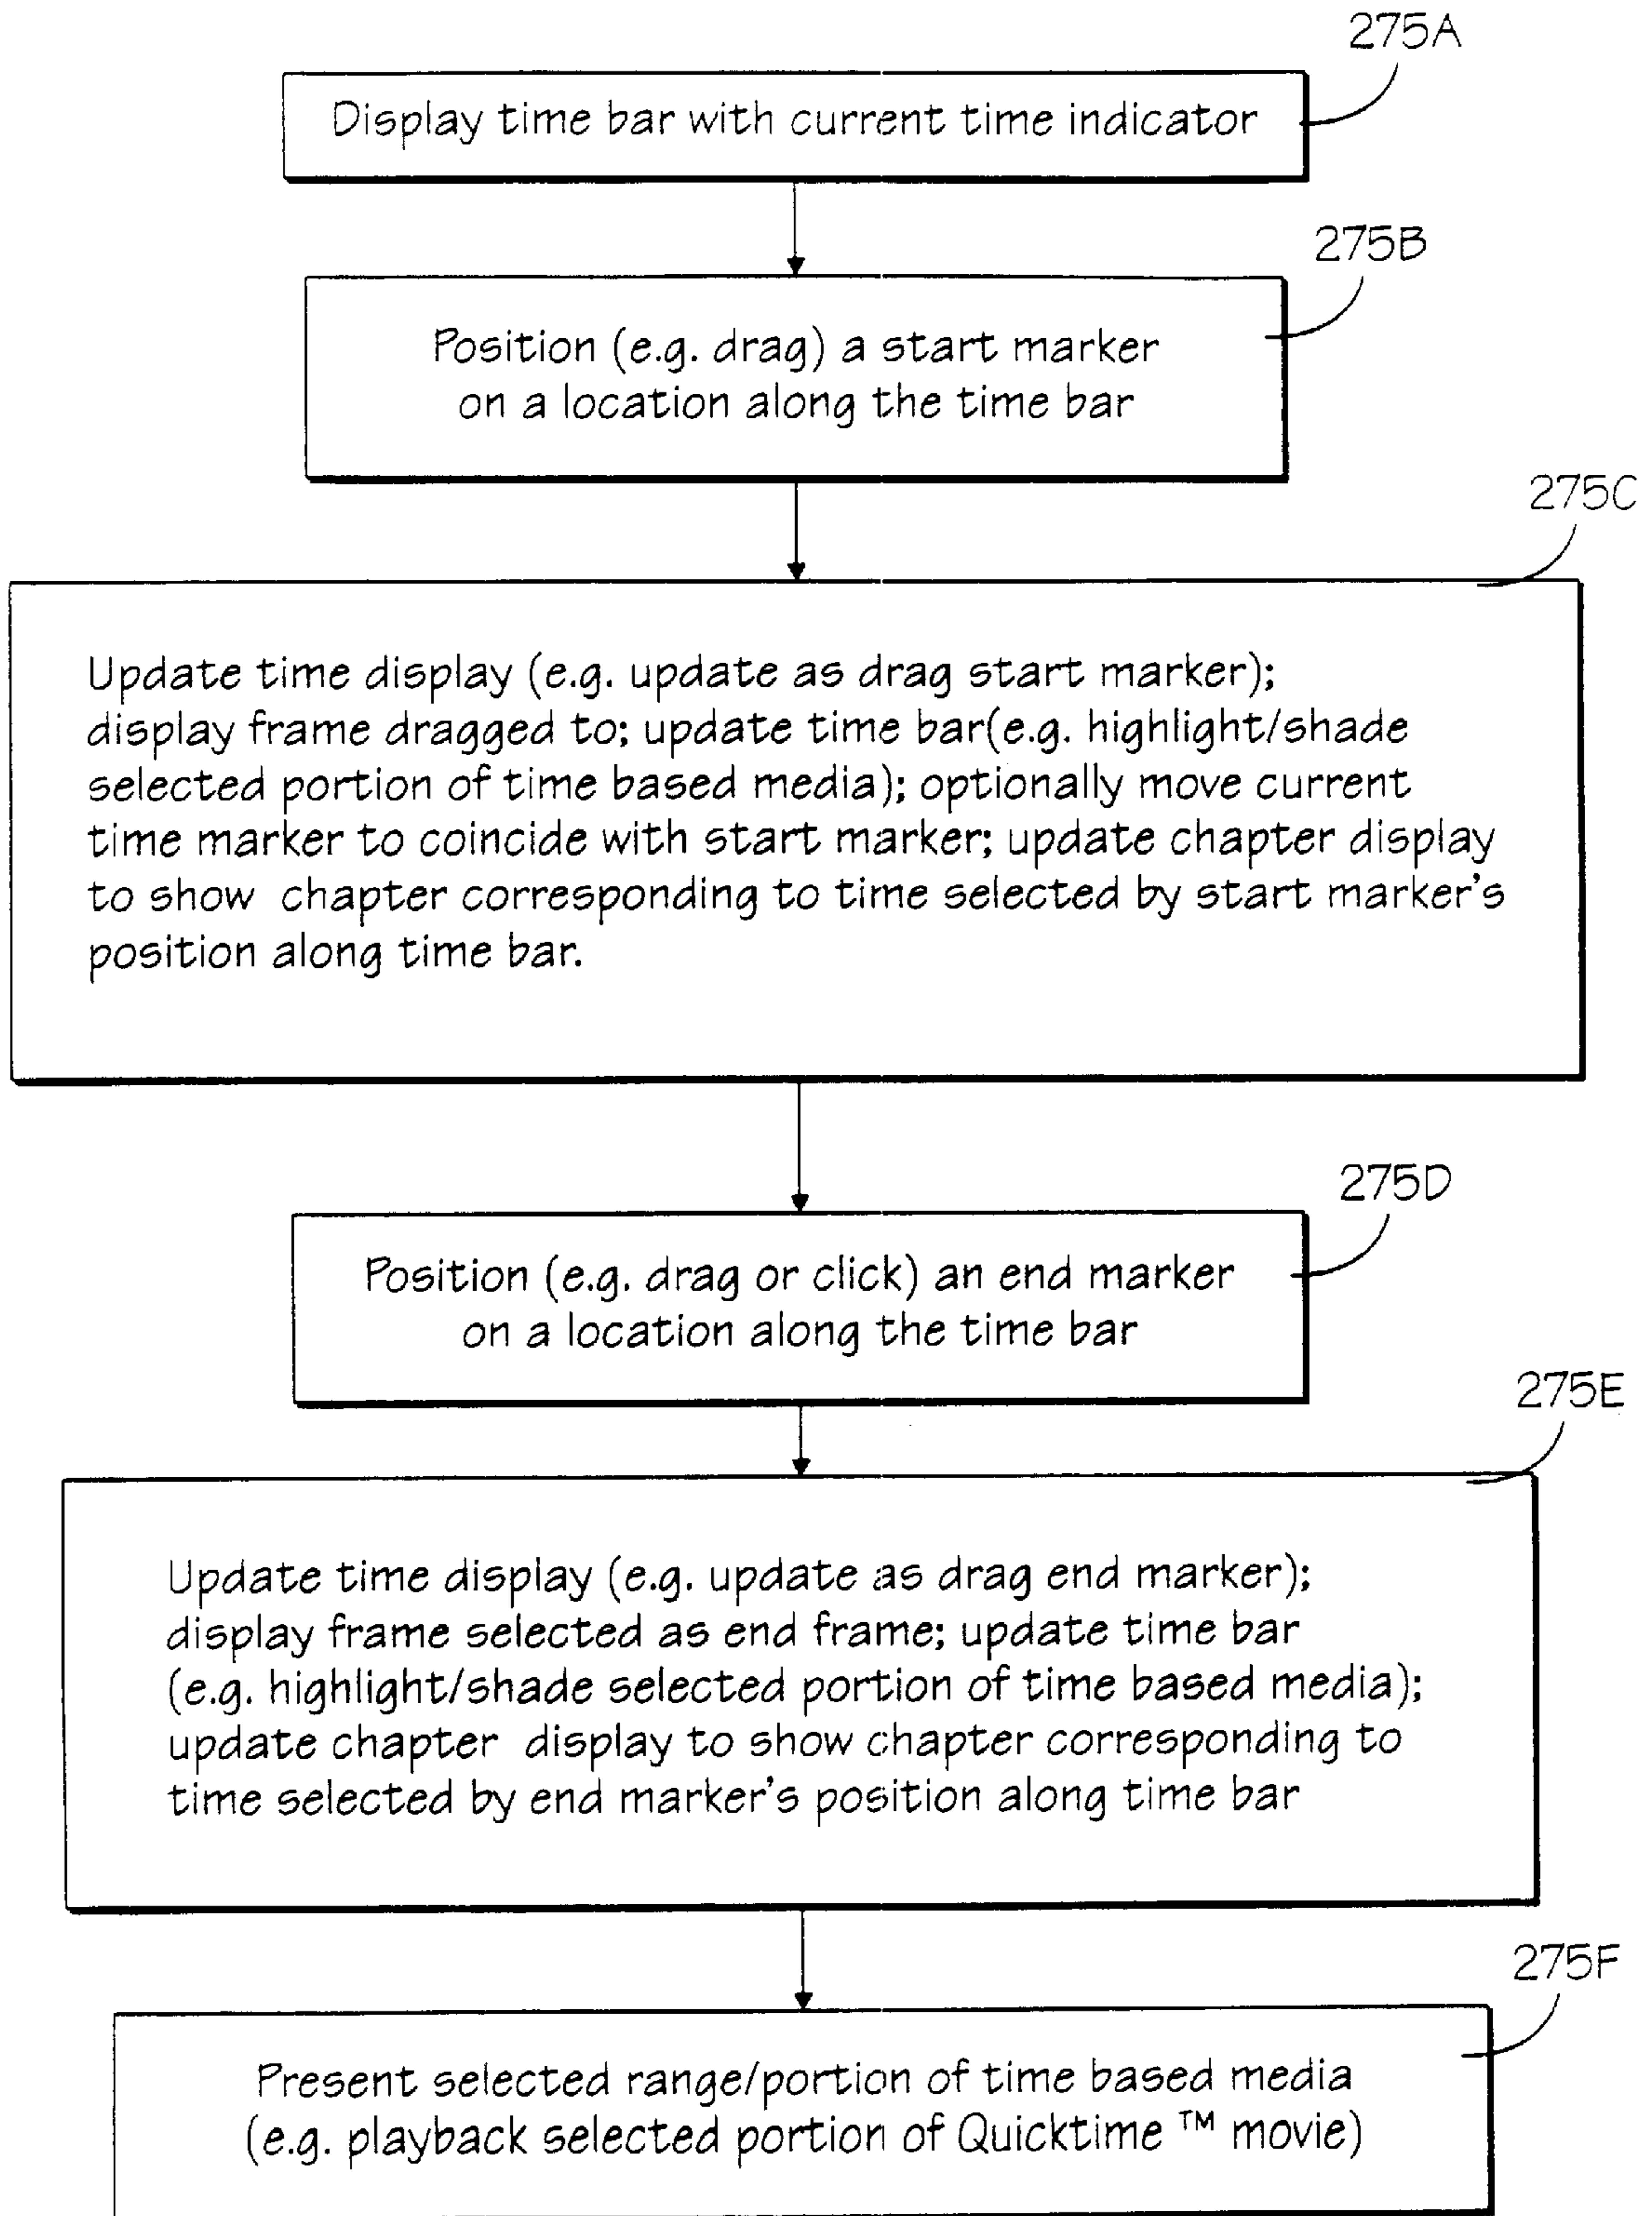 275A
Display time bar with current time indicator
275B
Position (e.g. drag) a start marker
on a location along the time bar
275C
Update time display (e.g. update as drag start marker);
display frame dragged to; update time bar(e.g. highlight/shade
selected portion of time based media); optionally move current
time marker to coincide with start marker; update chapter display
to show chapter corresponding to time selected by start marker's
position along time bar.
275D
Position (e.g. drag or click) an end marker
on a location along the time bar
275E
Update time display (e.g. update as drag end marker);
display frame selected as end frame; update time bar
(e.g. highlight/shade selected portion of time based media);
update chapter display to show chapter corresponding to
time selected by end marker's position along time bar
275F
Present selected range/portion of time based media
(e.g. playback selected portion of Quicktime ™ movie)